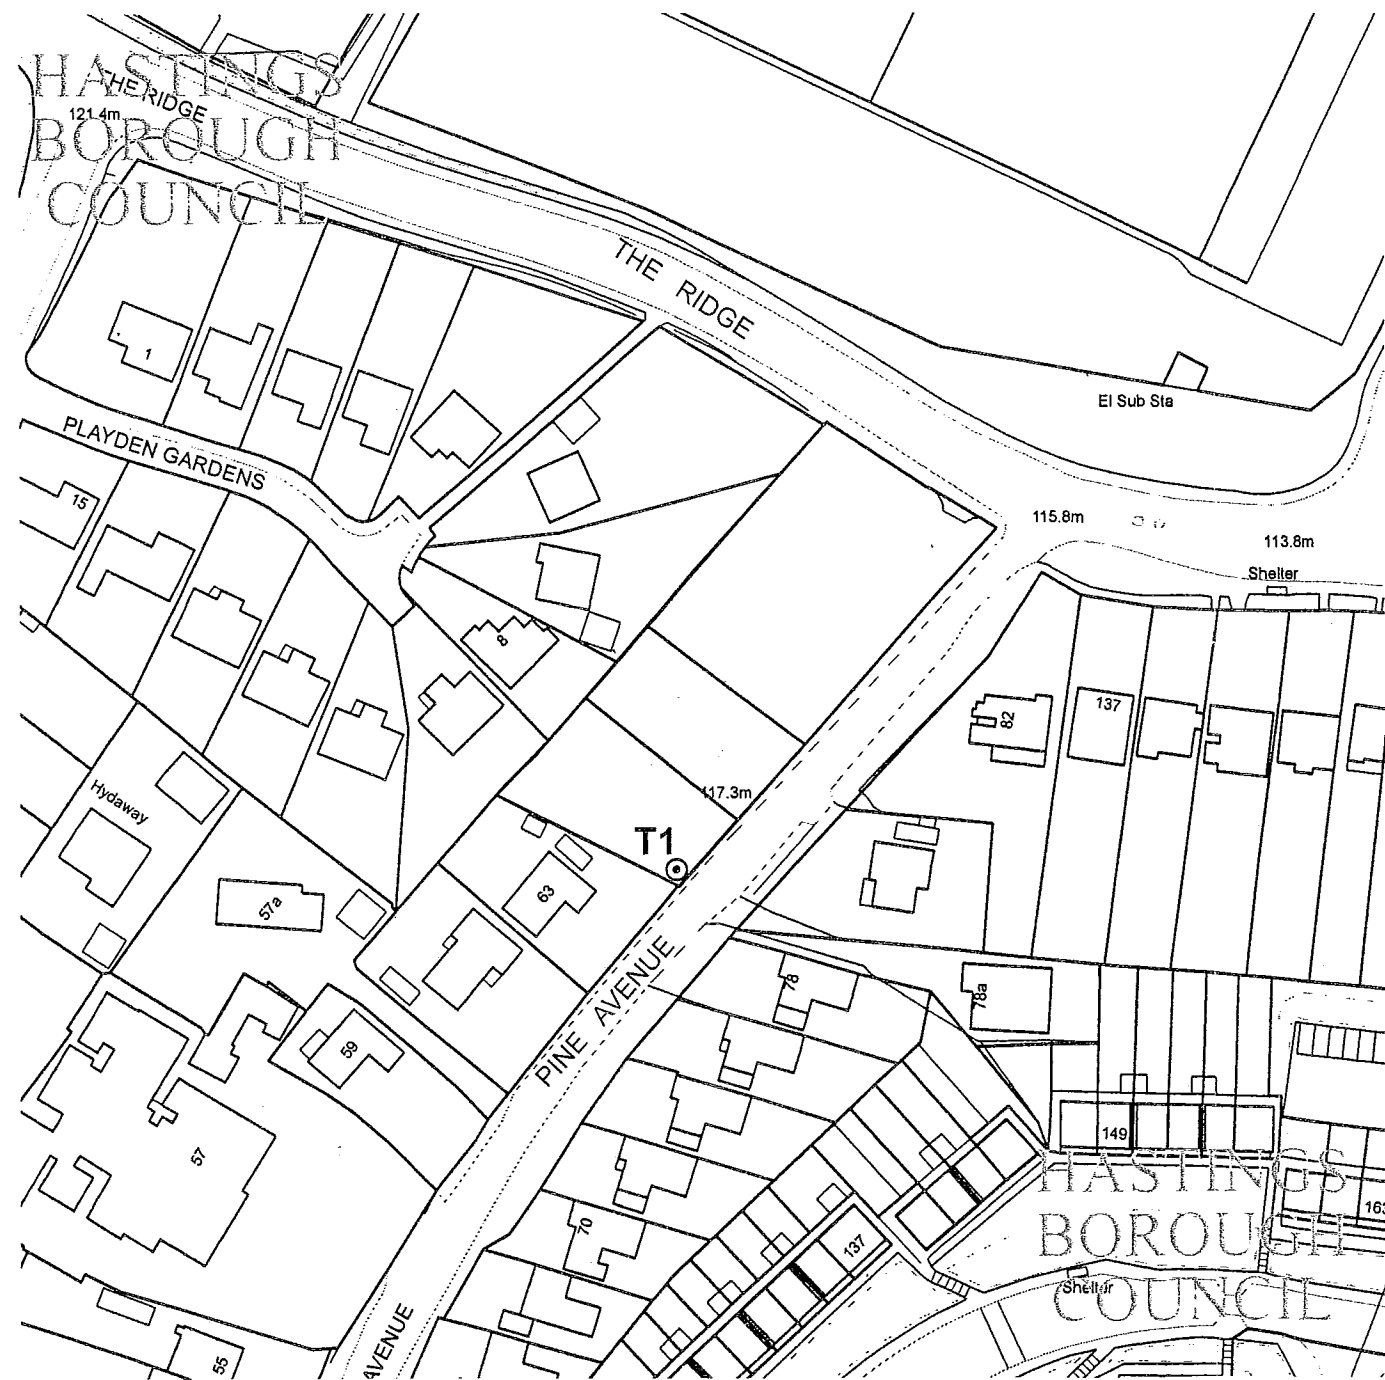 HASTINGS
BOROUGH
COUNCIL
THE RIDGE
121.4m
THE RIDGE
1
El Sub Sta
PLAYDEN GARDENS
15
115.8m
113.8m
Shelter
8
82
137
Hydaway
117.3m
T1
63
57a
PINE AVENUE
78
78a
59
57
149
70
137
HASTINGS
BOROUGH
COUNCIL
163
Shelter
AVENUE
55